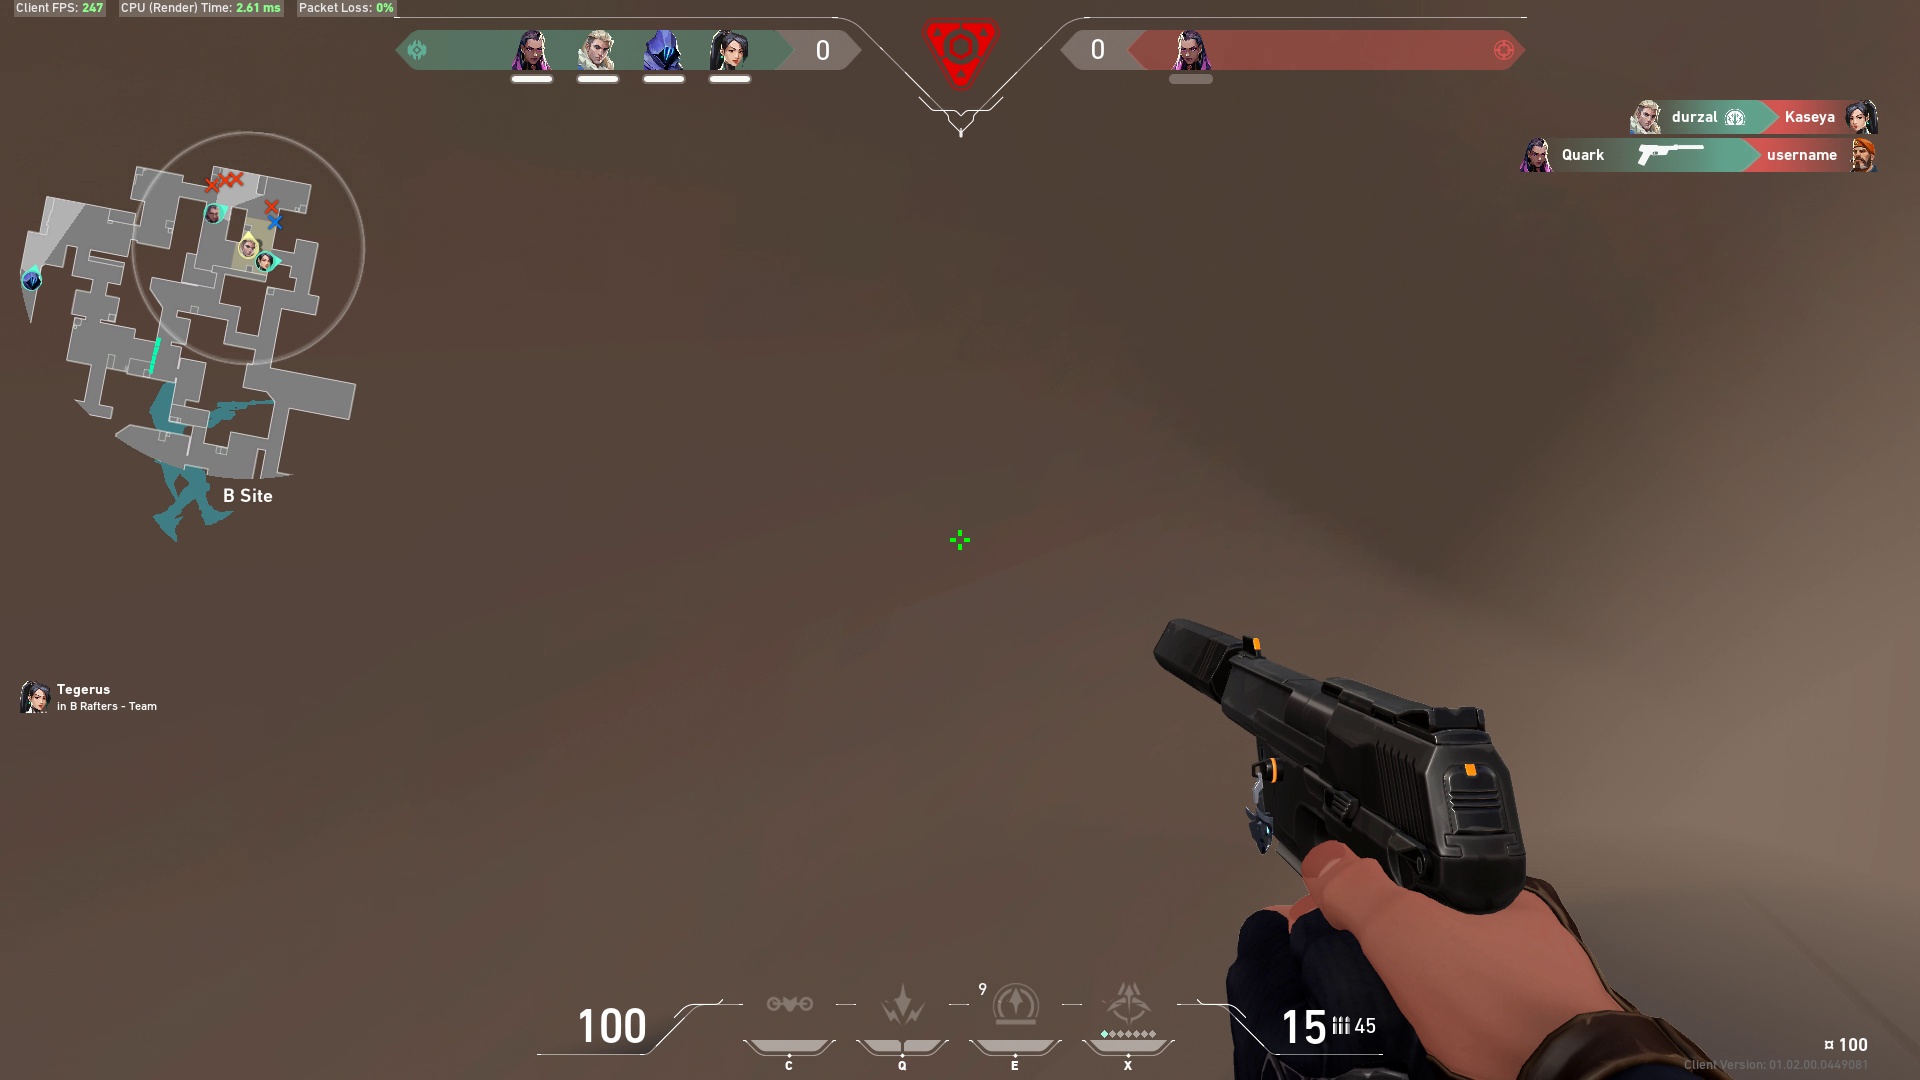 Client FPS: 247 CPU (Render) Time: 2.61 ms Packet Loss: 0%
0 0
durzal Kaseya
Quark username
B Site
Tegerus
in B Rafters - Team
9
100 15 45
C Q E X
¤ 100
Client Version: 01.02.00.0449081